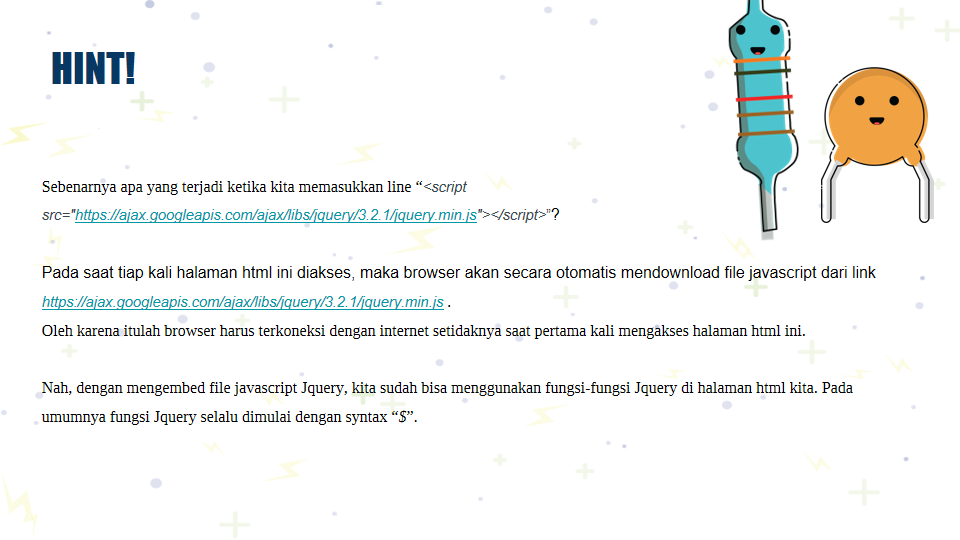 HINT!
Sebenarnya apa yang terjadi ketika kita memasukkan line “<script
src="https://ajax.googleapis.com/ajax/libs/jquery/3.2.1/jquery.min.js"></script>”?
Pada saat tiap kali halaman html ini diakses, maka browser akan secara otomatis mendownload file javascript dari link
https://ajax.googleapis.com/ajax/libs/jquery/3.2.1/jquery.min.js .
Oleh karena itulah browser harus terkoneksi dengan internet setidaknya saat pertama kali mengakses halaman html ini.
Nah, dengan mengembed file javascript Jquery, kita sudah bisa menggunakan fungsi-fungsi Jquery di halaman html kita. Pada
umumnya fungsi Jquery selalu dimulai dengan syntax “$”.